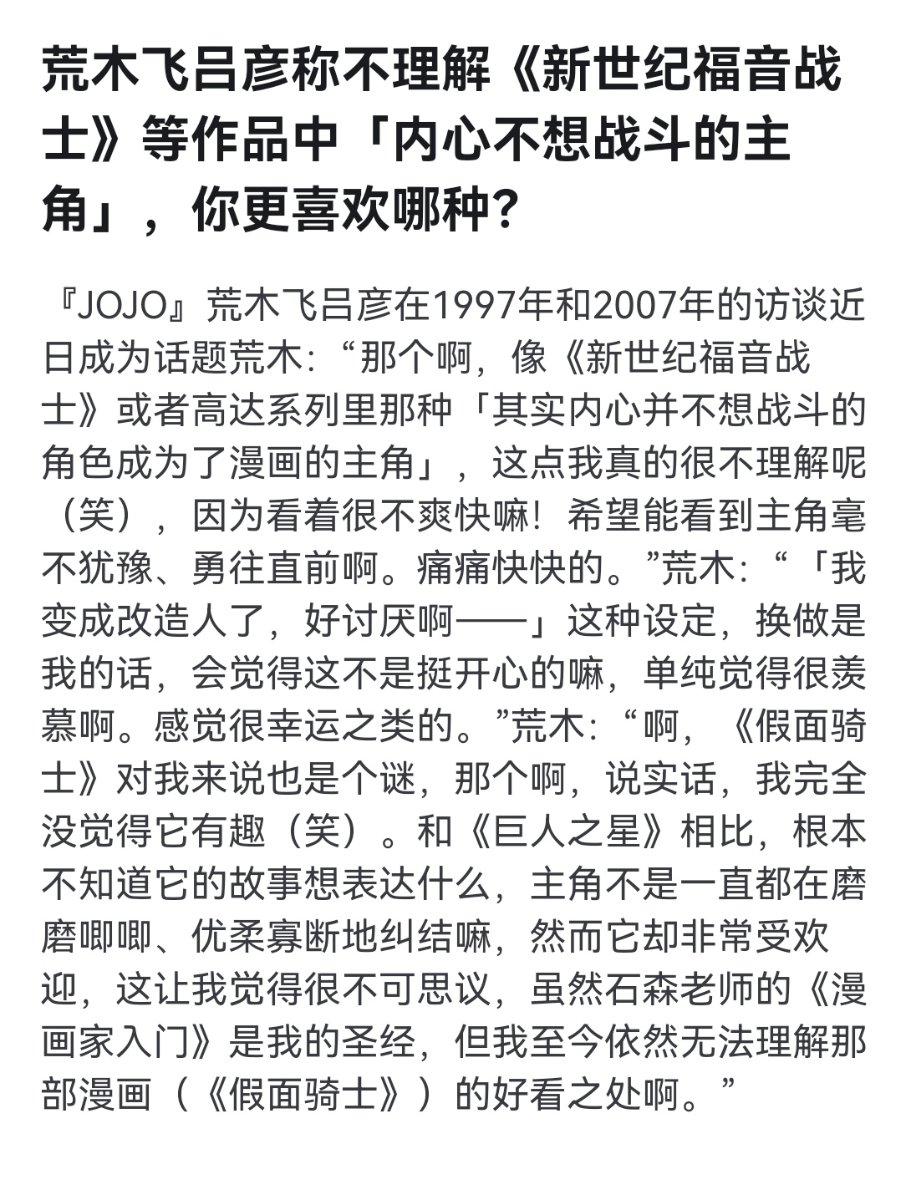 荒木飞吕彦称不理解《新世纪福音战
士》等作品中「内心不想战斗的主
角」，你更喜欢哪种？
『JOJO』荒木飞吕彦在1997年和2007年的访谈近
日成为话题荒木：“那个啊，像《新世纪福音战
士》或者高达系列里那种「其实内心并不想战斗的
角色成为了漫画的主角」，这点我真的很不理解呢
（笑），因为看着很不爽快嘛！希望能看到主角毫
不犹豫、勇往直前啊。痛痛快快的。”荒木：“「我
变成改造人了，好讨厌啊——」这种设定，换做是
我的话，会觉得这不是挺开心的嘛，单纯觉得很羡
慕啊。感觉很幸运之类的。”荒木：“啊，《假面骑
士》对我来说也是个谜，那个啊，说实话，我完全
没觉得它有趣（笑）。和《巨人之星》相比，根本
不知道它的故事想表达什么，主角不是一直都在磨
磨唧唧、优柔寡断地纠结嘛，然而它却非常受欢
迎，这让我觉得很不可思议，虽然石森老师的《漫
画家入门》是我的圣经，但我至今依然无法理解那
部漫画（《假面骑士》）的好看之处啊。”